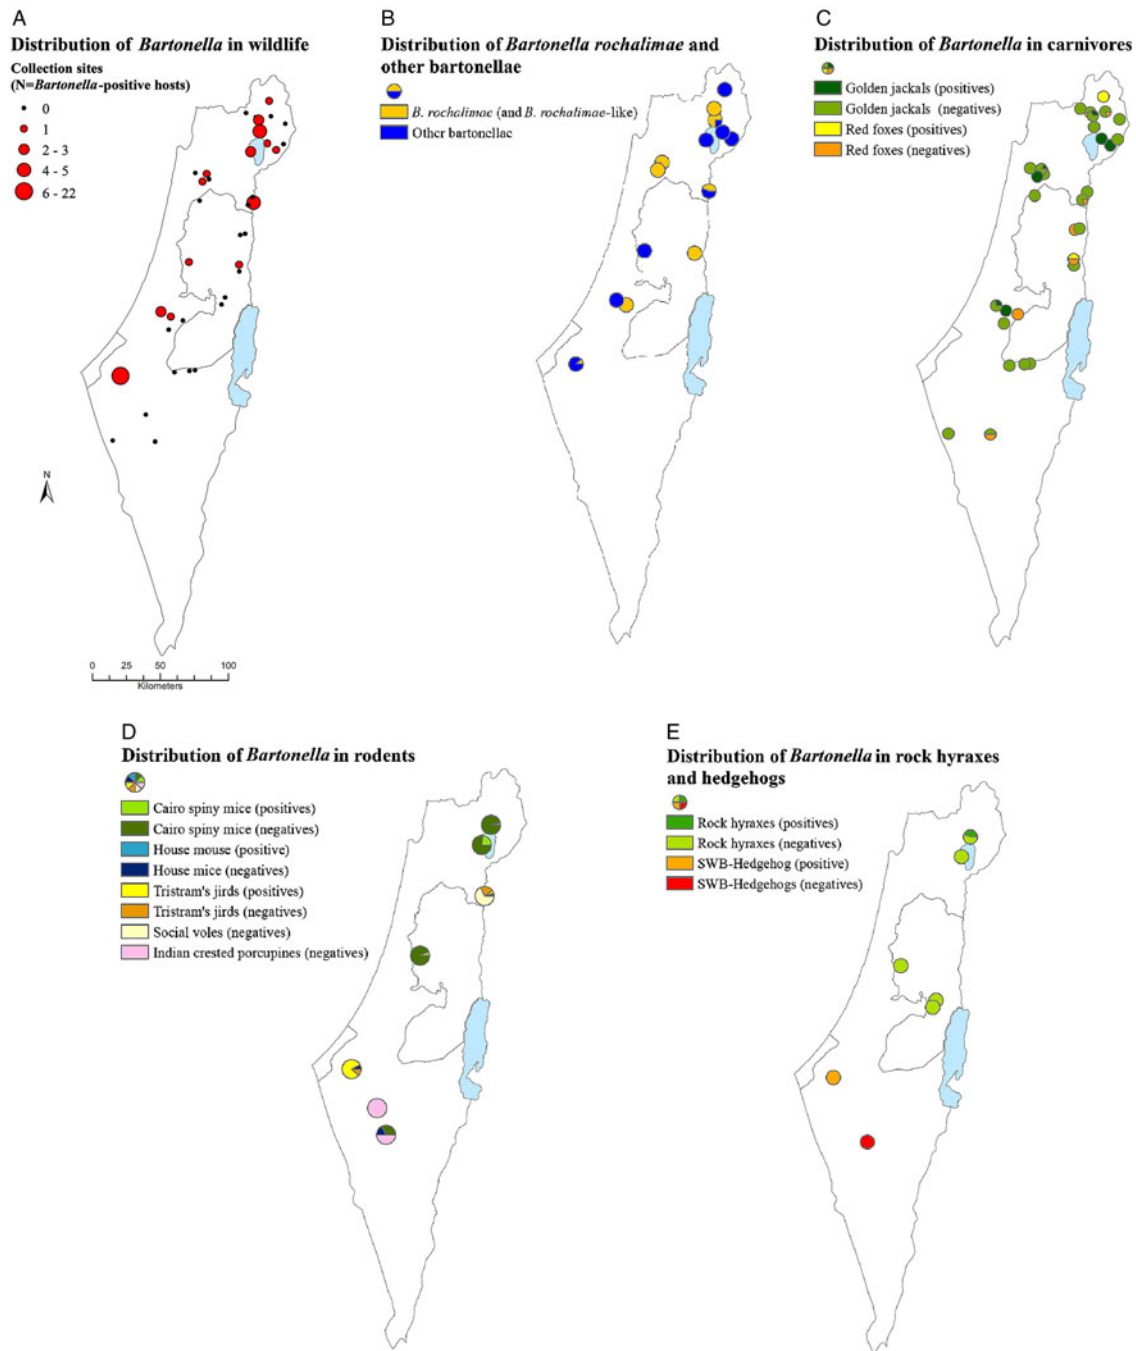 A
Distribution of Bartonella in wildlife
Collection sites
(N=Bartonella-positive hosts)
0
1
2 - 3
4 - 5
6 - 22
N
0 25 50 100
Kilometers
B
Distribution of Bartonella rochalimae and
other bartonellae
B. rochalimae (and B. rochalimae-like)
Other bartonellae
C
Distribution of Bartonella in carnivores
Golden jackals (positives)
Golden jackals (negatives)
Red foxes (positives)
Red foxes (negatives)
D
Distribution of Bartonella in rodents
Cairo spiny mice (positives)
Cairo spiny mice (negatives)
House mouse (positive)
House mice (negatives)
Tristram's jirds (positives)
Tristram's jirds (negatives)
Social voles (negatives)
Indian crested porcupines (negatives)
E
Distribution of Bartonella in rock hyraxes
and hedgehogs
Rock hyraxes (positives)
Rock hyraxes (negatives)
SWB-Hedgehog (positive)
SWB-Hedgehogs (negatives)